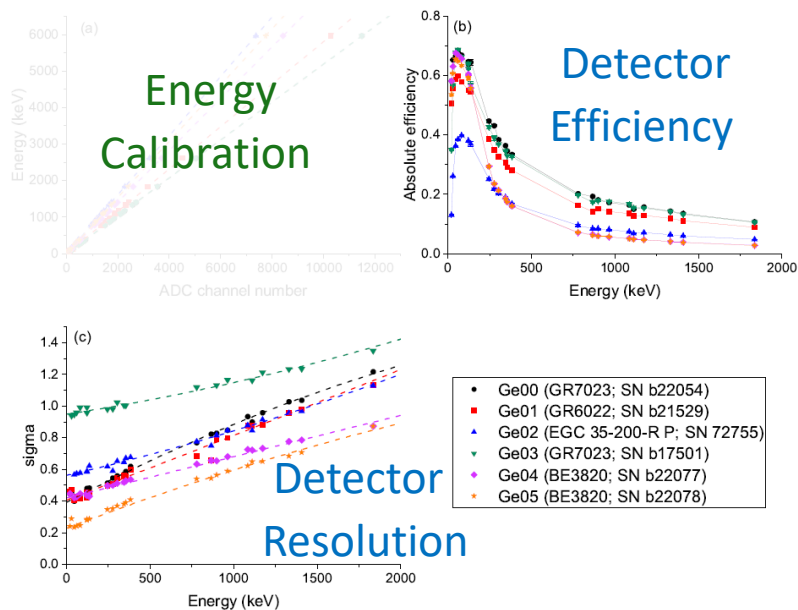 (a)
Energy
Calibration
Energy (keV)
6000
5000
4000
3000
2000
1000
0
0 2000 4000 6000 8000 10000 12000
ADC channel number
(b)
Detector
Efficiency
Absolute efficiency
0.8
0.6
0.4
0.2
0.0
0 500 1000 1500 2000
Energy (keV)
(c)
sigma
1.6
1.4
1.2
1.0
0.8
0.6
0.4
0.2
0.0
Detector
Resolution
0 500 1000 1500 2000
Energy (keV)
Ge00 (GR7023; SN b22054)
Ge01 (GR6022; SN b21529)
Ge02 (EGC 35-200-R P; SN 72755)
Ge03 (GR7023; SN b17501)
Ge04 (BE3820; SN b22077)
Ge05 (BE3820; SN b22078)